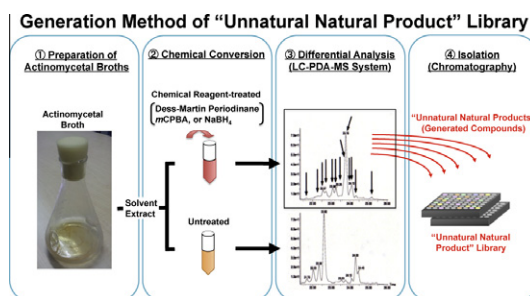 Generation Method of “Unnatural Natural Product” Library
① Preparation of
Actinomycetal Broths
② Chemical Conversion
③ Differential Analysis
(LC-PDA-MS System)
④ Isolation
(Chromatography)
Actinomycetal
Broth
Solvent
Extract
Chemical Reagent-treated
(Dess-Martin Periodinane
mCPBA, or NaBH₄)
Untreated
“Unnatural Natural Products”
(Generated Compounds)
“Unnatural Natural
Product” Library